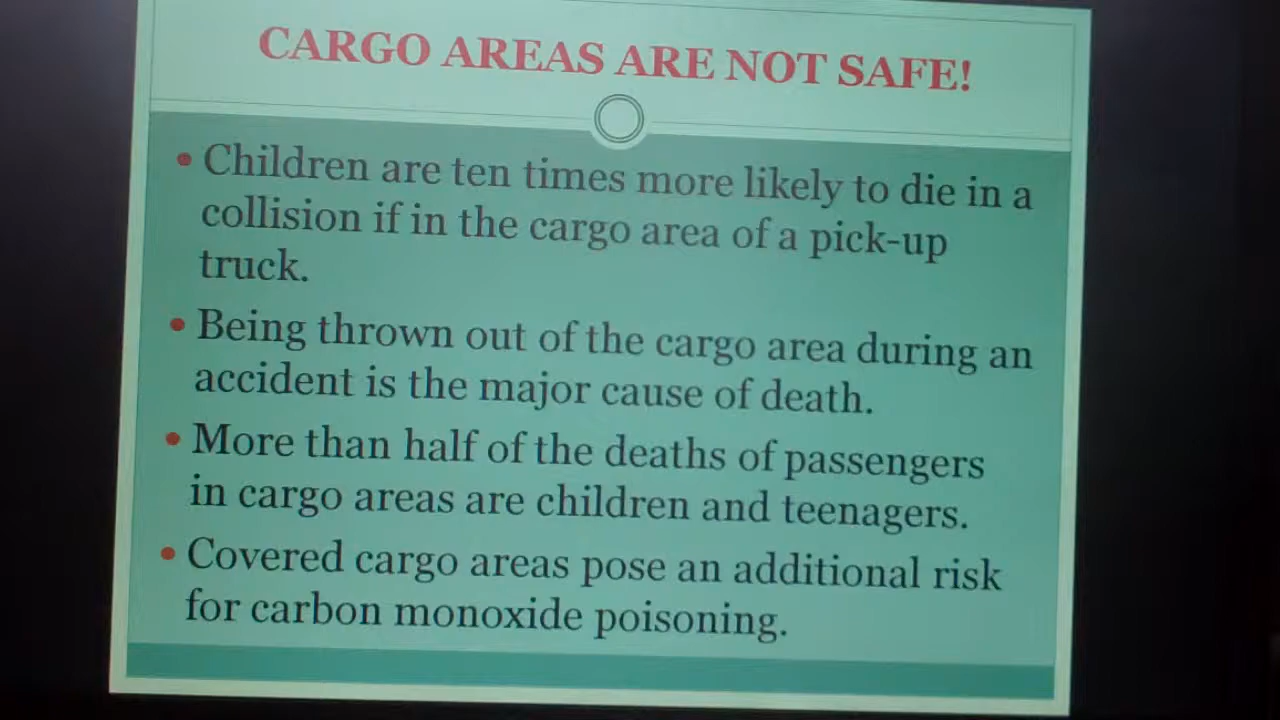 CARGO AREAS ARE NOT SAFE!
• Children are ten times more likely to die in a
collision if in the cargo area of a pick-up
truck.
• Being thrown out of the cargo area during an
accident is the major cause of death.
• More than half of the deaths of passengers
in cargo areas are children and teenagers.
• Covered cargo areas pose an additional risk
for carbon monoxide poisoning.